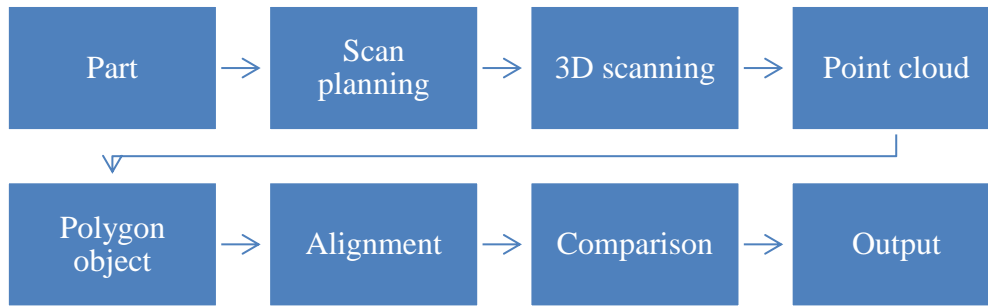 Part
Scan
planning
3D scanning
Point cloud
Polygon
object
Alignment
Comparison
Output